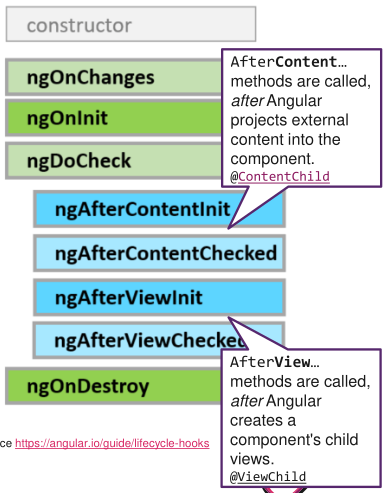 constructor
ngOnChanges
ngOnInit
ngDoCheck
AfterContent…
methods are called,
after Angular
projects external
content into the
component.
@ContentChild
ngAfterContentInit
ngAfterContentChecked
ngAfterViewInit
ngAfterViewChecked
ngOnDestroy
AfterView…
methods are called,
after Angular
creates a
component's child
views.
@ViewChild
ce https://angular.io/guide/lifecycle-hooks